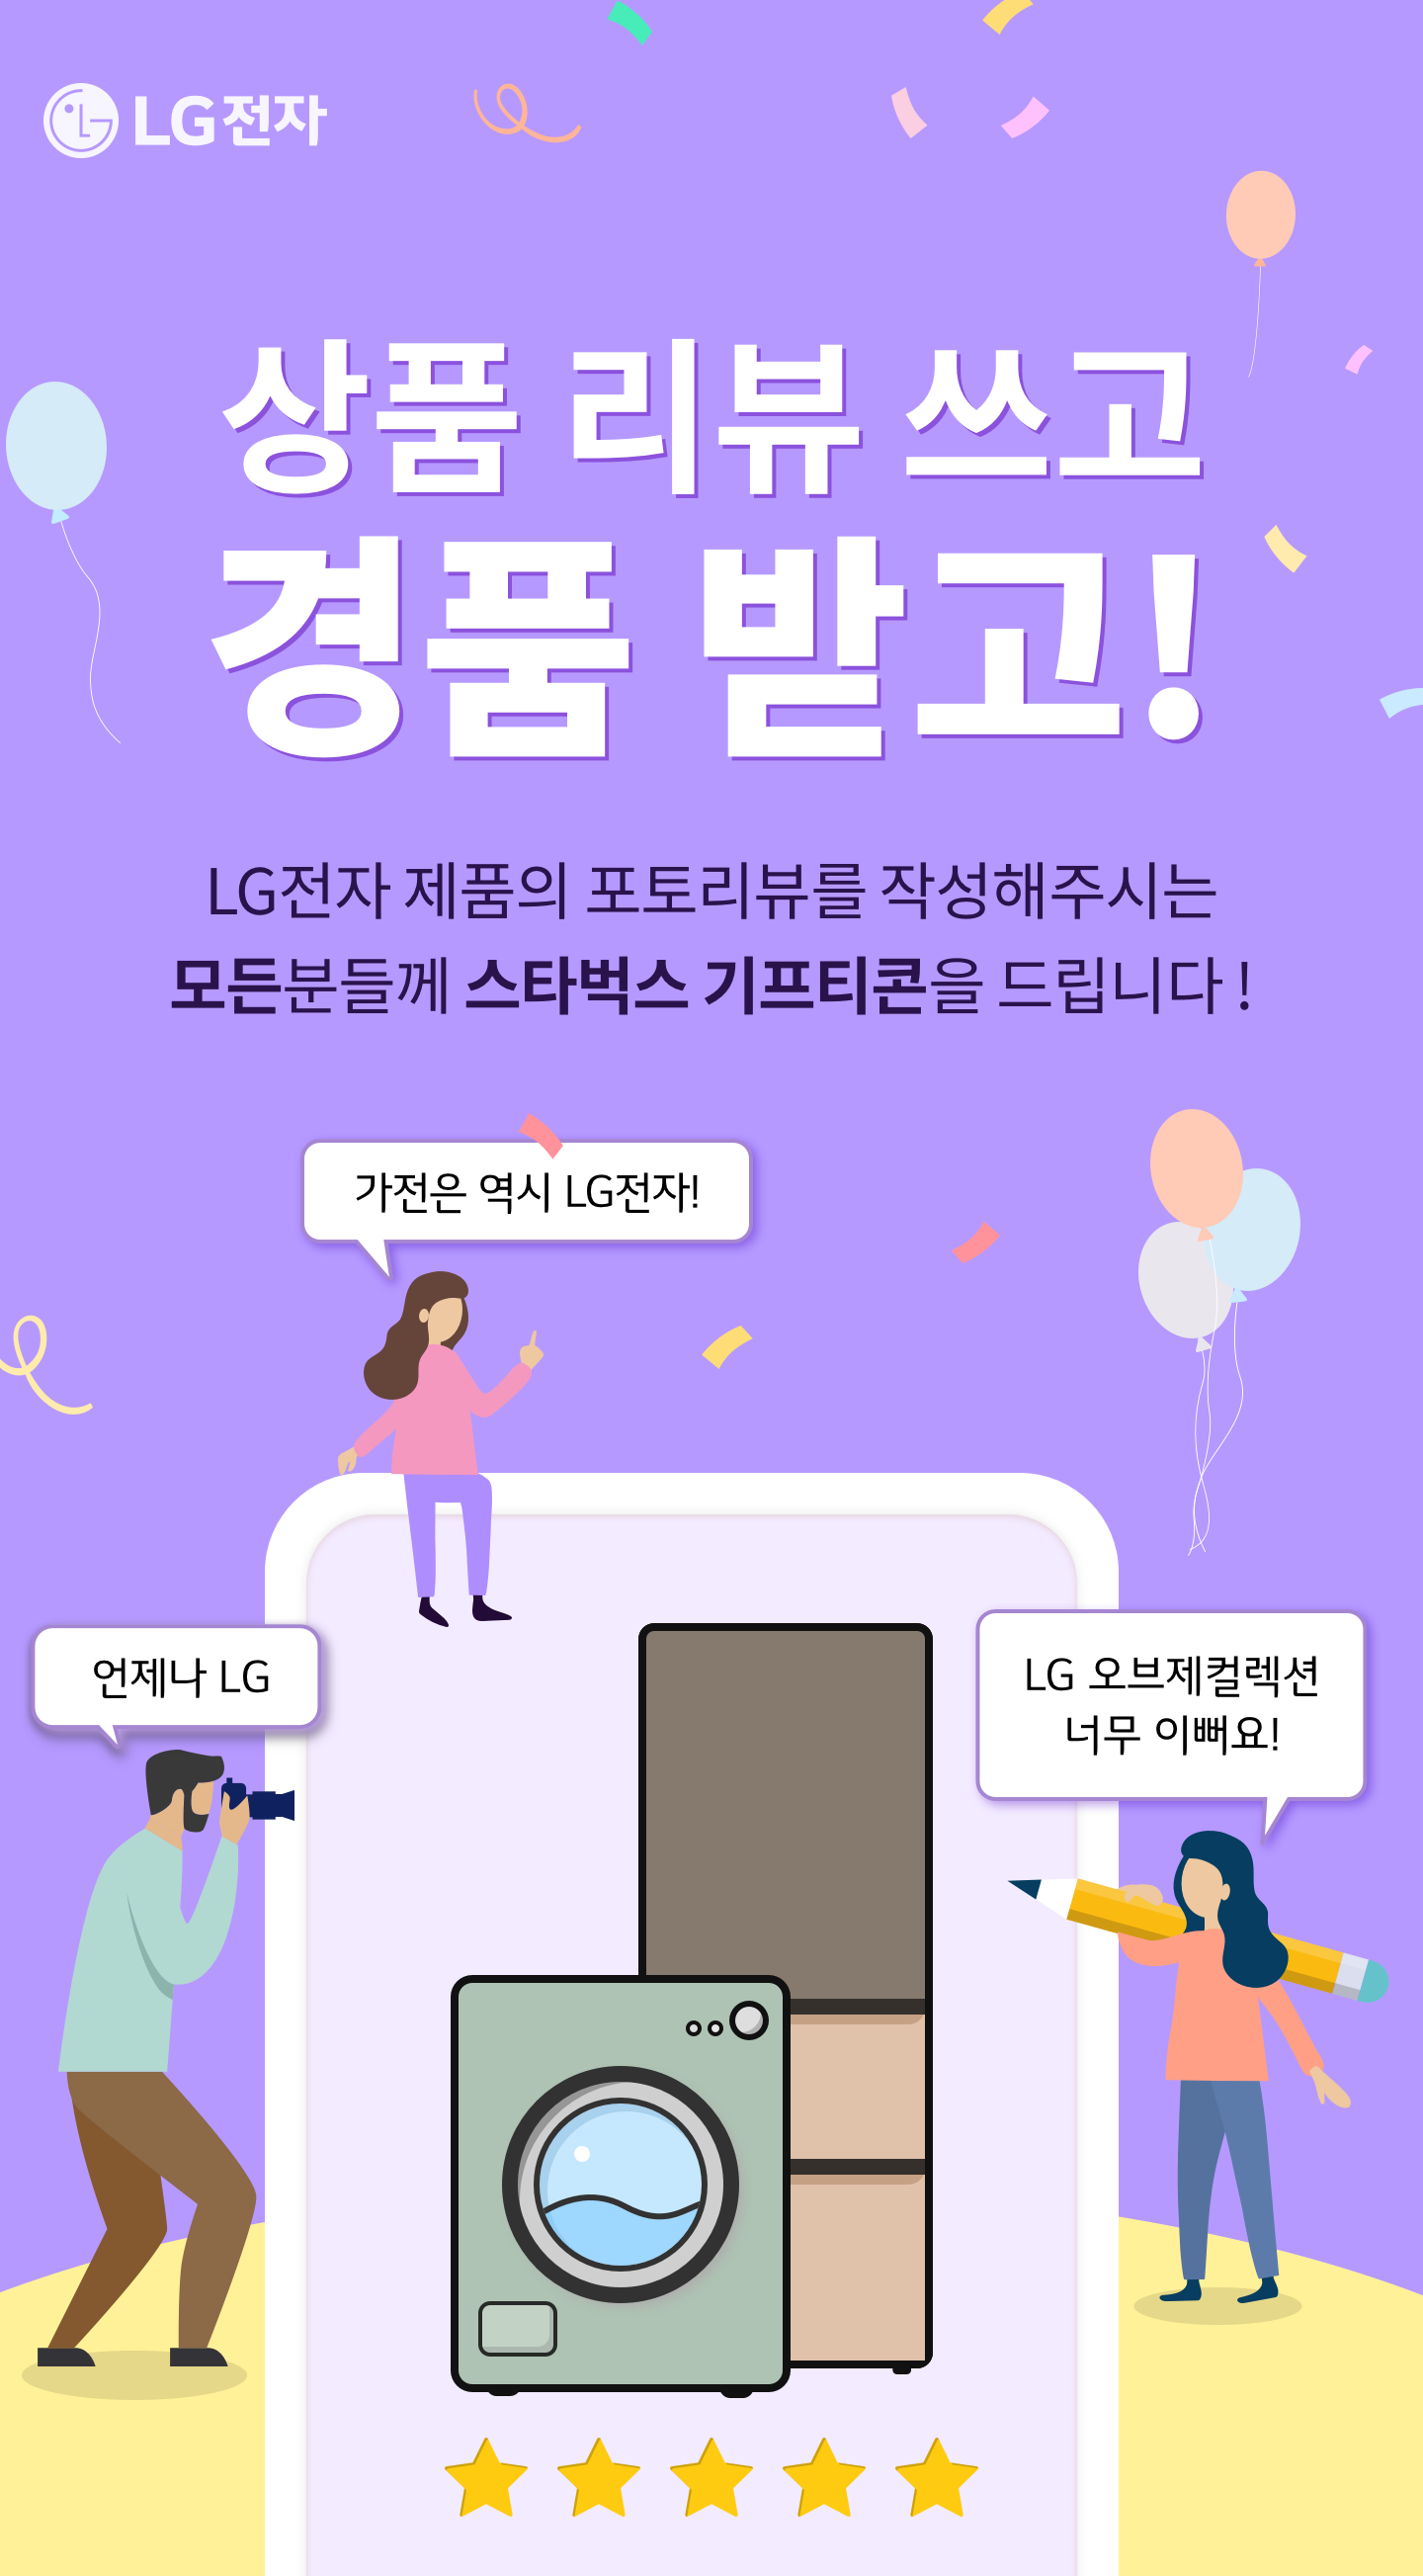 LG전자
상품 리뷰 쓰고
경품 받고!
LG전자 제품의 포토리뷰를 작성해주시는
모든분들께 스타벅스 기프티콘을 드립니다 !
가전은 역시 LG전자!
언제나 LG
LG 오브제컬렉션
너무 이뻐요!